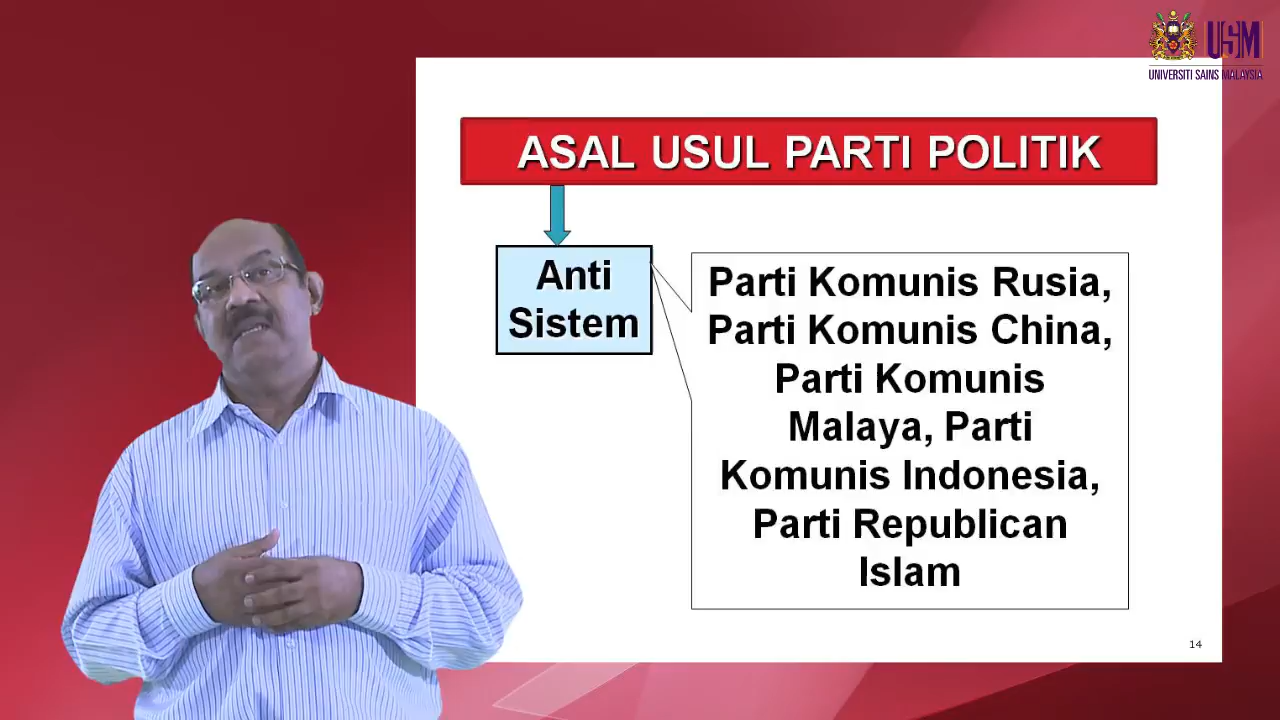 USM
UNIVERSITI SAINS MALAYSIA
ASAL USUL PARTI POLITIK
Anti
Sistem
Parti Komunis Rusia,
Parti Komunis China,
Parti Komunis
Malaya, Parti
Komunis Indonesia,
Parti Republican
Islam
14